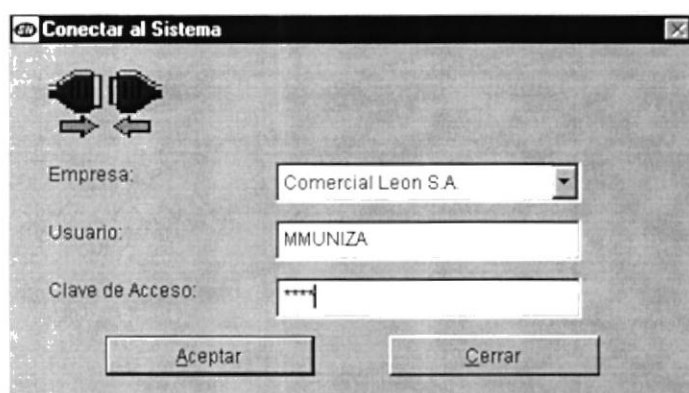 Conectar al Sistema
Empresa: Comercial Leon S.A.
Usuario: MMUNIZA
Clave de Acceso: ****
Aceptar Cerrar